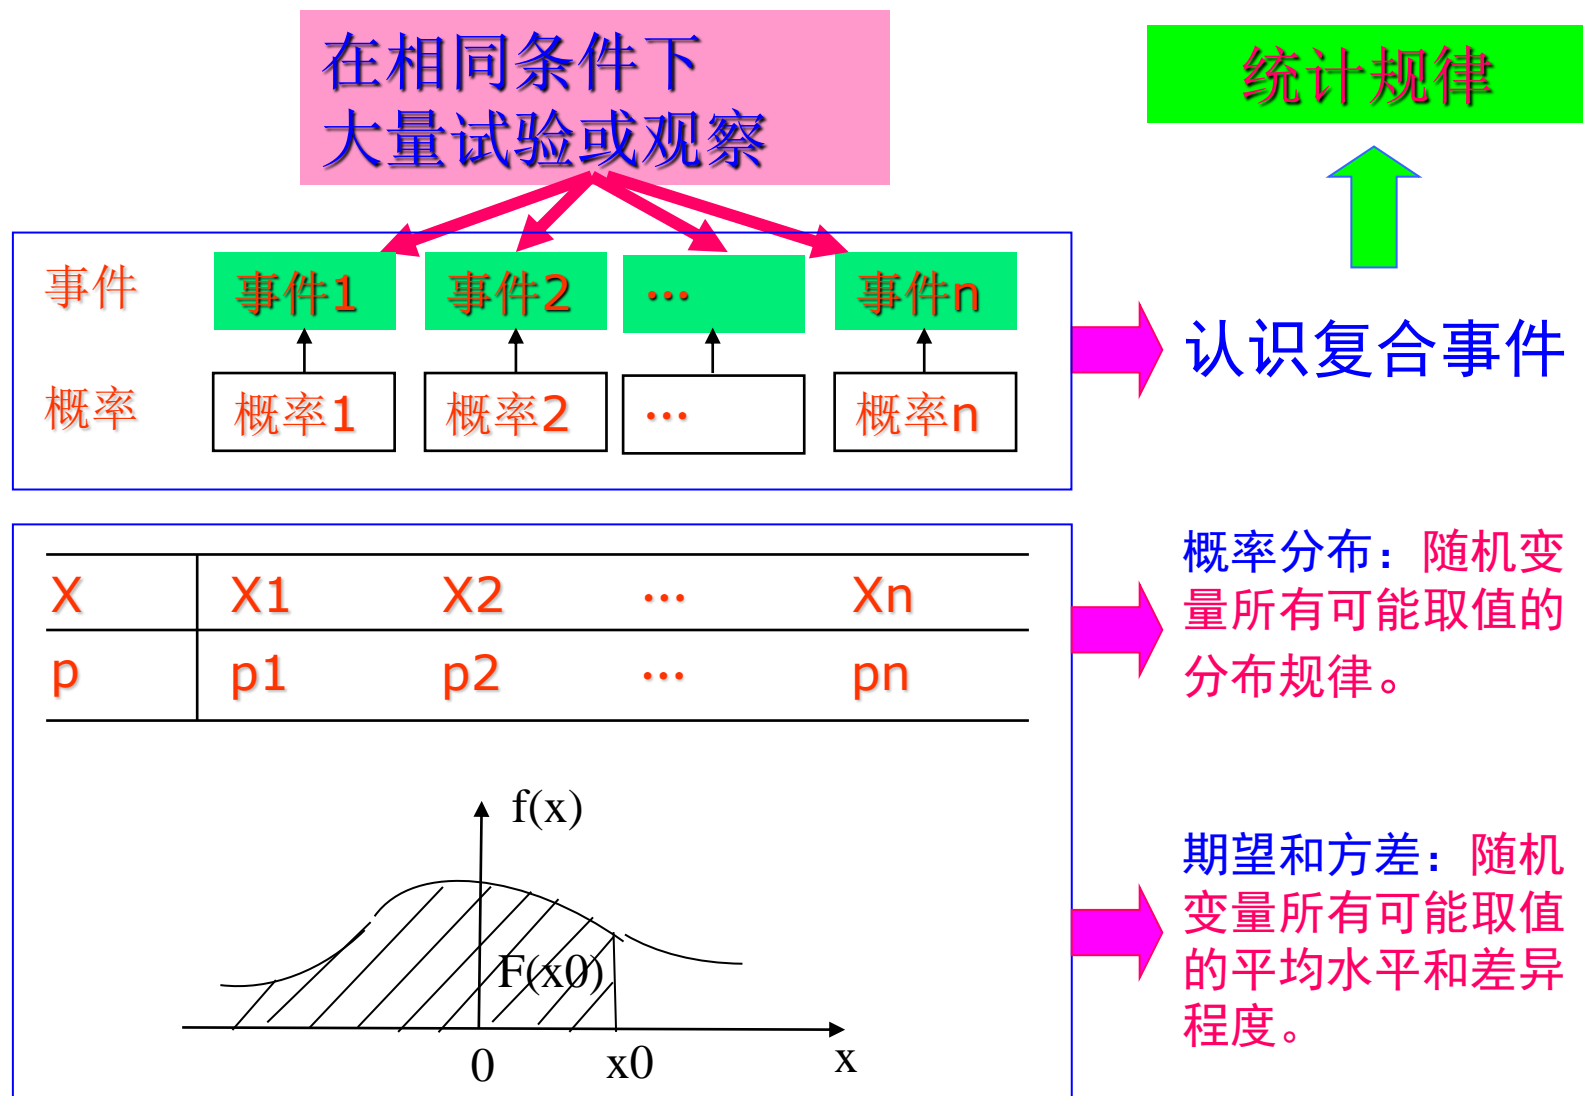 在相同条件下
大量试验或观察
统计规律
事件 事件1 事件2 … 事件n
概率 概率1 概率2 … 概率n
认识复合事件
X X1 X2 … Xn
p p1 p2 … pn
概率分布：随机变
量所有可能取值的
分布规律。
f(x)
F(x0)
0 x0 x
期望和方差：随机
变量所有可能取值
的平均水平和差异
程度。